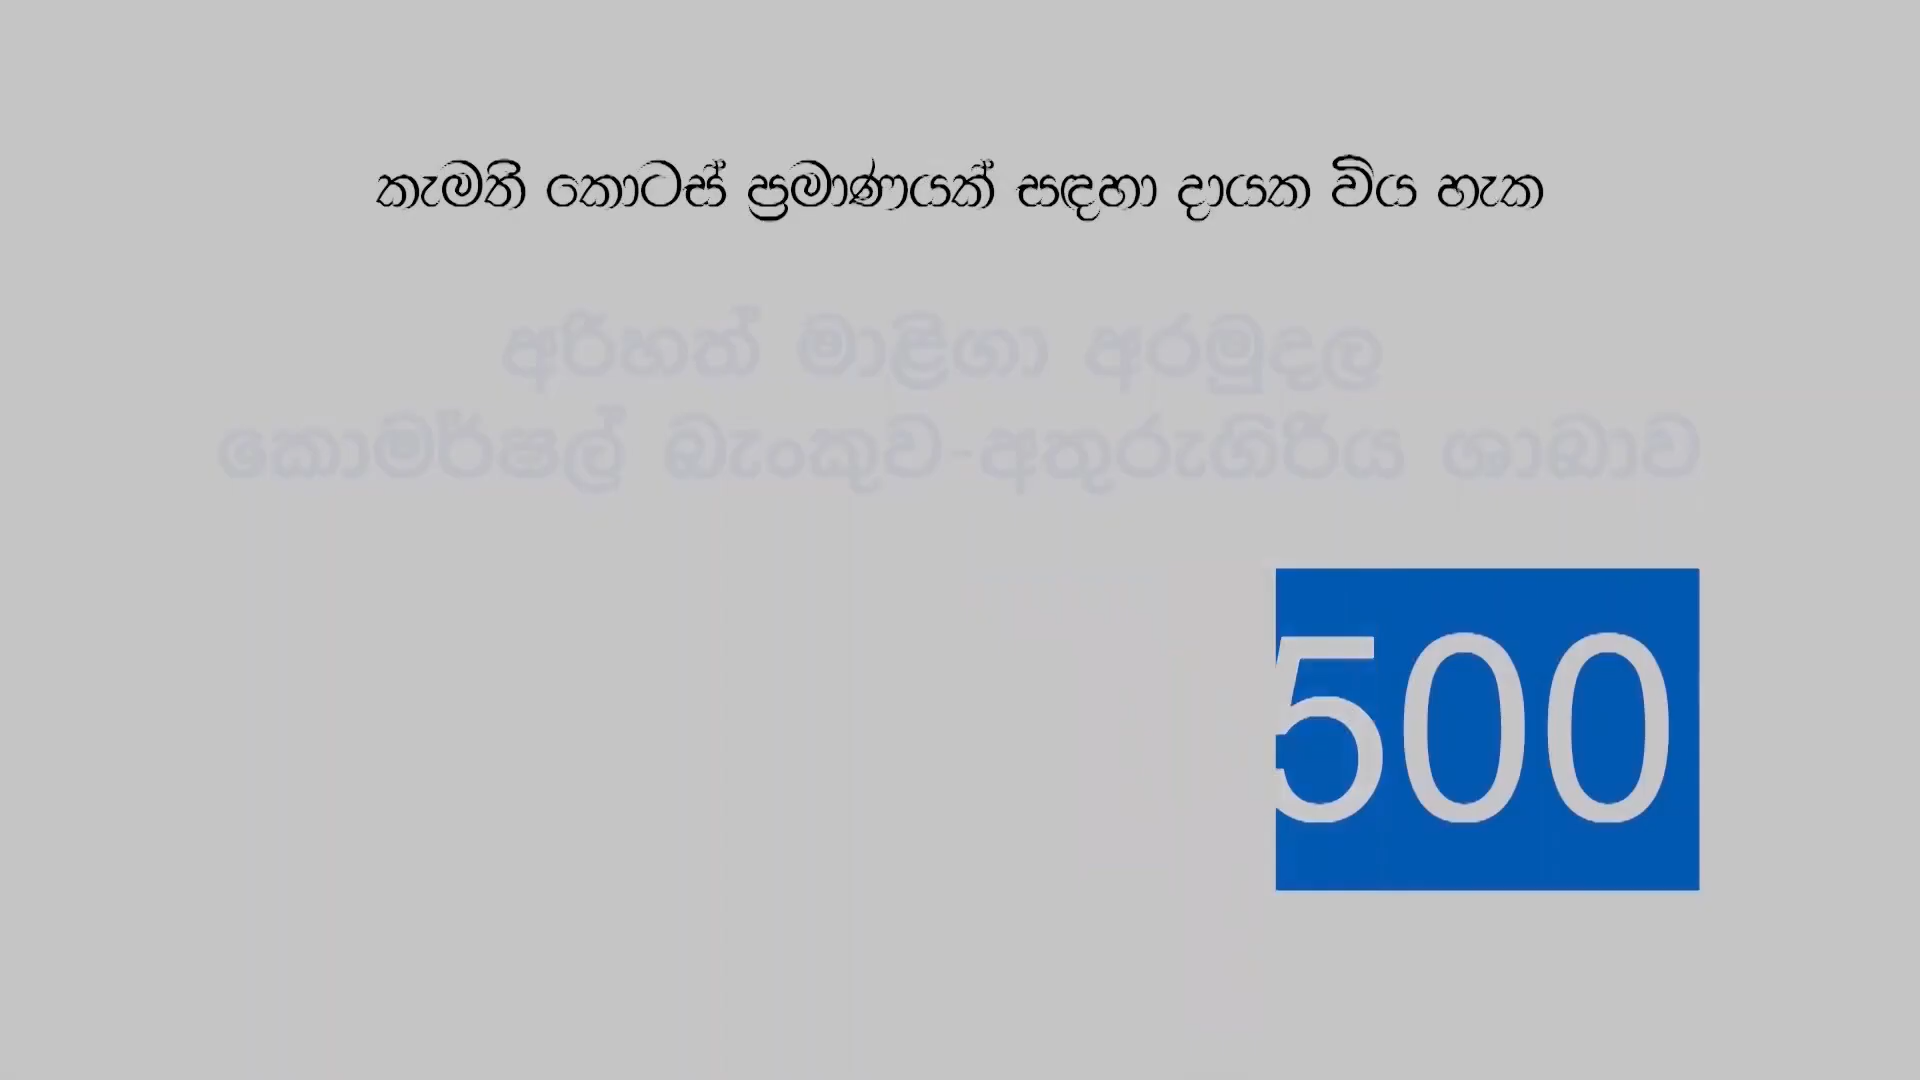 කැමති කොටස් ප්‍රමාණයක් සඳහා දායක විය හැක
අරිහත් මාළිගා අරමුදල
කොමර්ෂල් බැංකුව-අතුරුගිරිය ශාඛාව
500